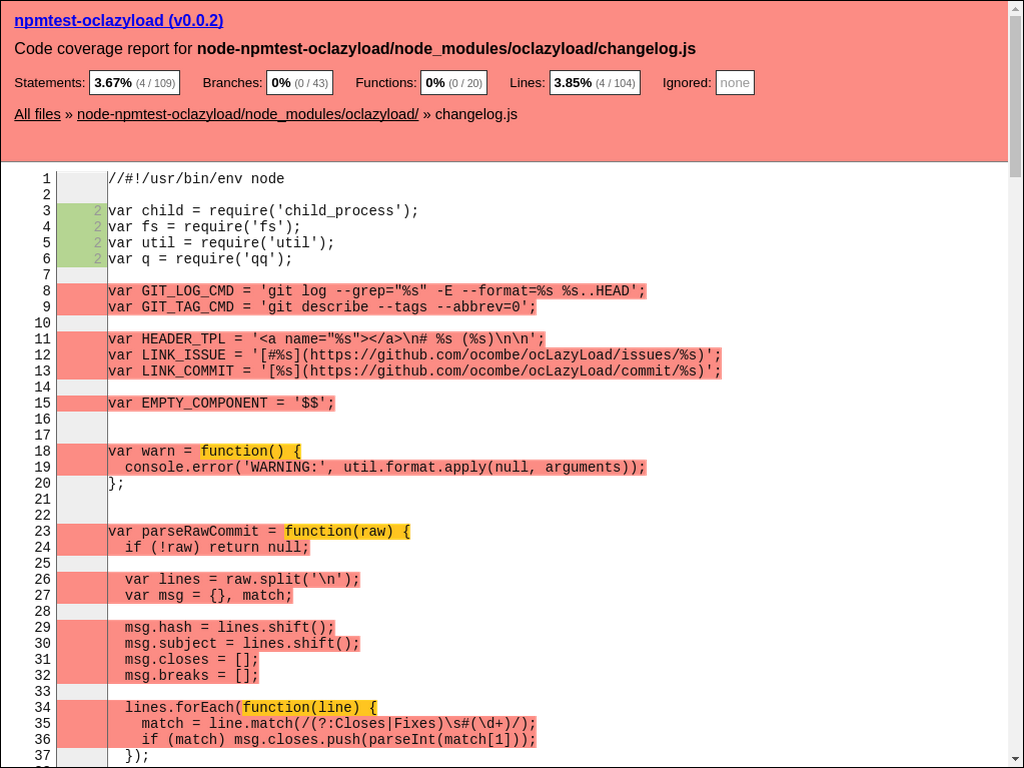 npmtest-oclazyload (v0.0.2)
Code coverage report for node-npmtest-oclazyload/node_modules/oclazyload/changelog.js
Statements: 3.67% (4 / 109) Branches: 0% (0 / 43) Functions: 0% (0 / 20) Lines: 3.85% (4 / 104) Ignored: none
All files » node-npmtest-oclazyload/node_modules/oclazyload/ » changelog.js
1 //#!/usr/bin/env node
2
3 2 var child = require('child_process');
4 2 var fs = require('fs');
5 2 var util = require('util');
6 2 var q = require('qq');
7
8 var GIT_LOG_CMD = 'git log --grep="%s" -E --format=%s %s..HEAD';
9 var GIT_TAG_CMD = 'git describe --tags --abbrev=0';
10
11 var HEADER_TPL = '<a name="%s"></a>\n# %s (%s)\n\n';
12 var LINK_ISSUE = '[#%s](https://github.com/ocombe/ocLazyLoad/issues/%s)';
13 var LINK_COMMIT = '[%s](https://github.com/ocombe/ocLazyLoad/commit/%s)';
14
15 var EMPTY_COMPONENT = '$$';
16
17
18 var warn = function() {
19   console.error('WARNING:', util.format.apply(null, arguments));
20 };
21
22
23 var parseRawCommit = function(raw) {
24   if (!raw) return null;
25
26   var lines = raw.split('\n');
27   var msg = {}, match;
28
29   msg.hash = lines.shift();
30   msg.subject = lines.shift();
31   msg.closes = [];
32   msg.breaks = [];
33
34   lines.forEach(function(line) {
35     match = line.match(/(?:Closes|Fixes)\s#(\d+)/);
36     if (match) msg.closes.push(parseInt(match[1]));
37   });